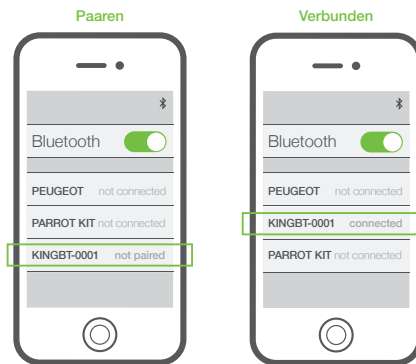 Paaren
Bluetooth
PEUGEOT not connected
PARROT KIT not connected
KINGBT-0001 not paired
Verbunden
Bluetooth
PEUGEOT not connected
KINGBT-0001 connected
PARROT KIT not connected